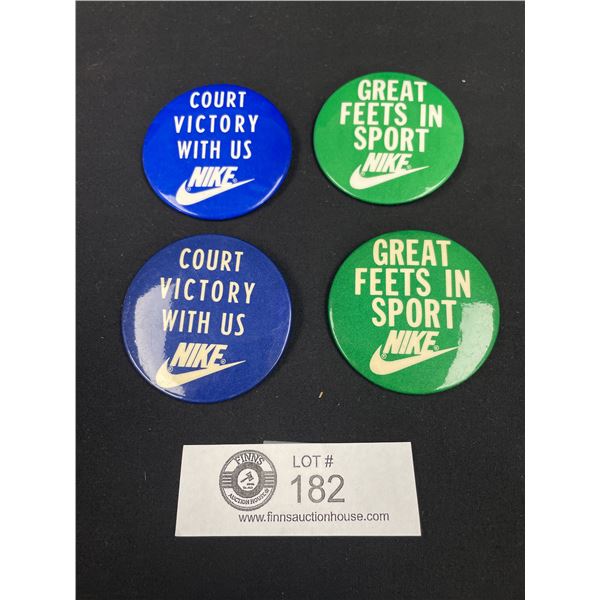 COURT
VICTORY
WITH US
NIKE
GREAT
FEETS IN
SPORT
NIKE
COURT
VICTORY
WITH US
NIKE
GREAT
FEETS IN
SPORT
NIKE
FINNS
AUCTION HOUSE
LOT #
182
www.finnsauctionhouse.com